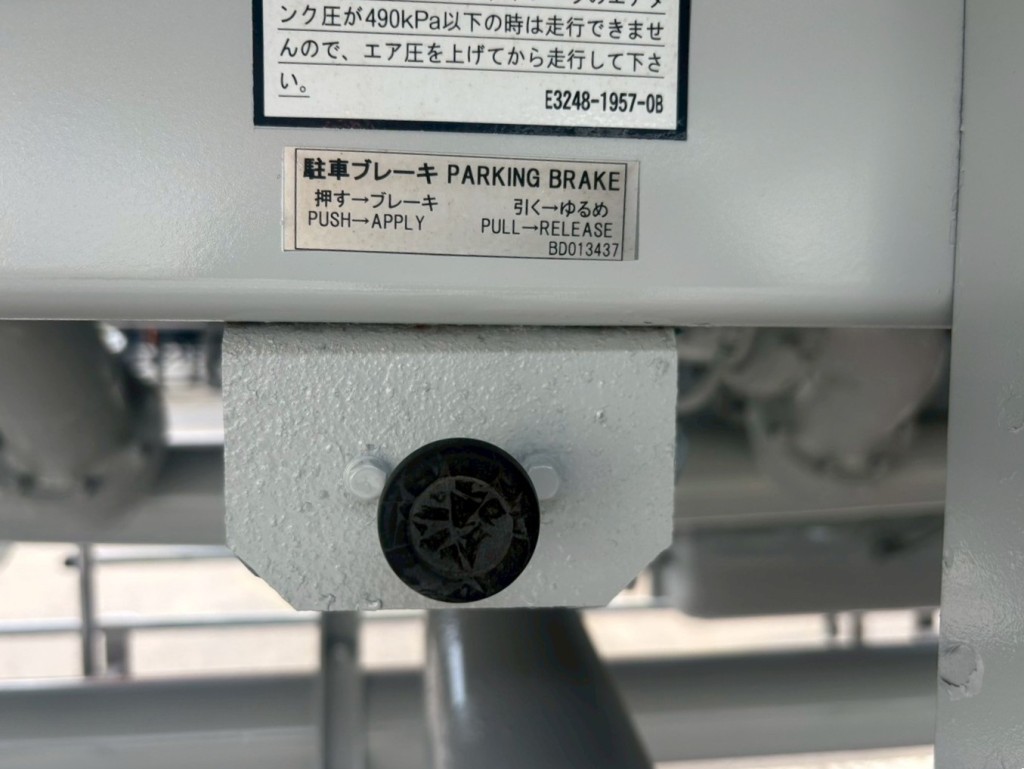 ンク圧が490kPa以下の時は走行できませ
んので、エア圧を上げてから走行して下さ
い。
E3248-1957-0B
駐車ブレーキ PARKING BRAKE
押す→ブレーキ 引く→ゆるめ
PUSH→APPLY PULL→RELEASE
BD013437